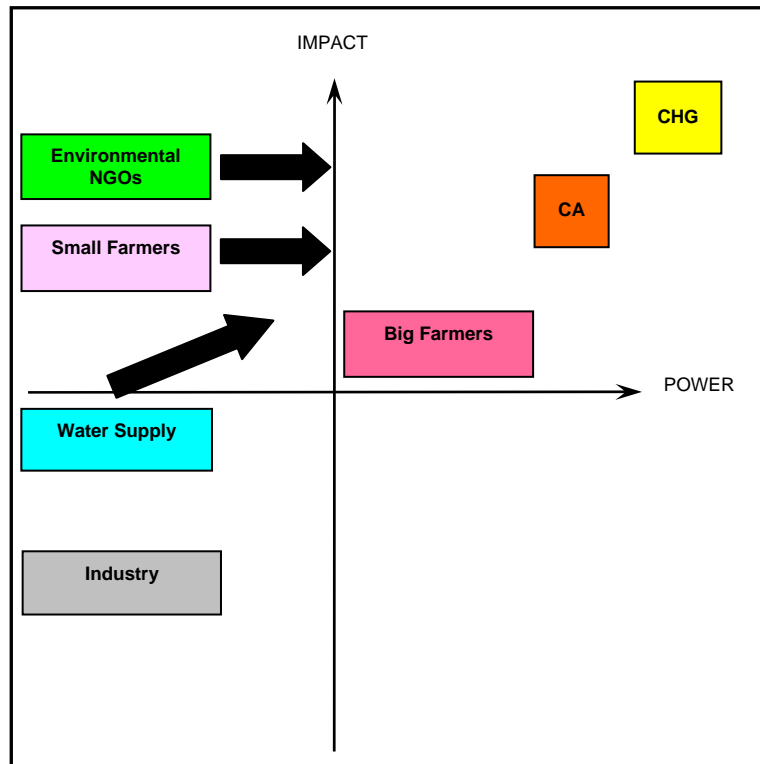 IMPACT
CHG
Environmental
NGOs
CA
Small Farmers
Big Farmers
POWER
Water Supply
Industry